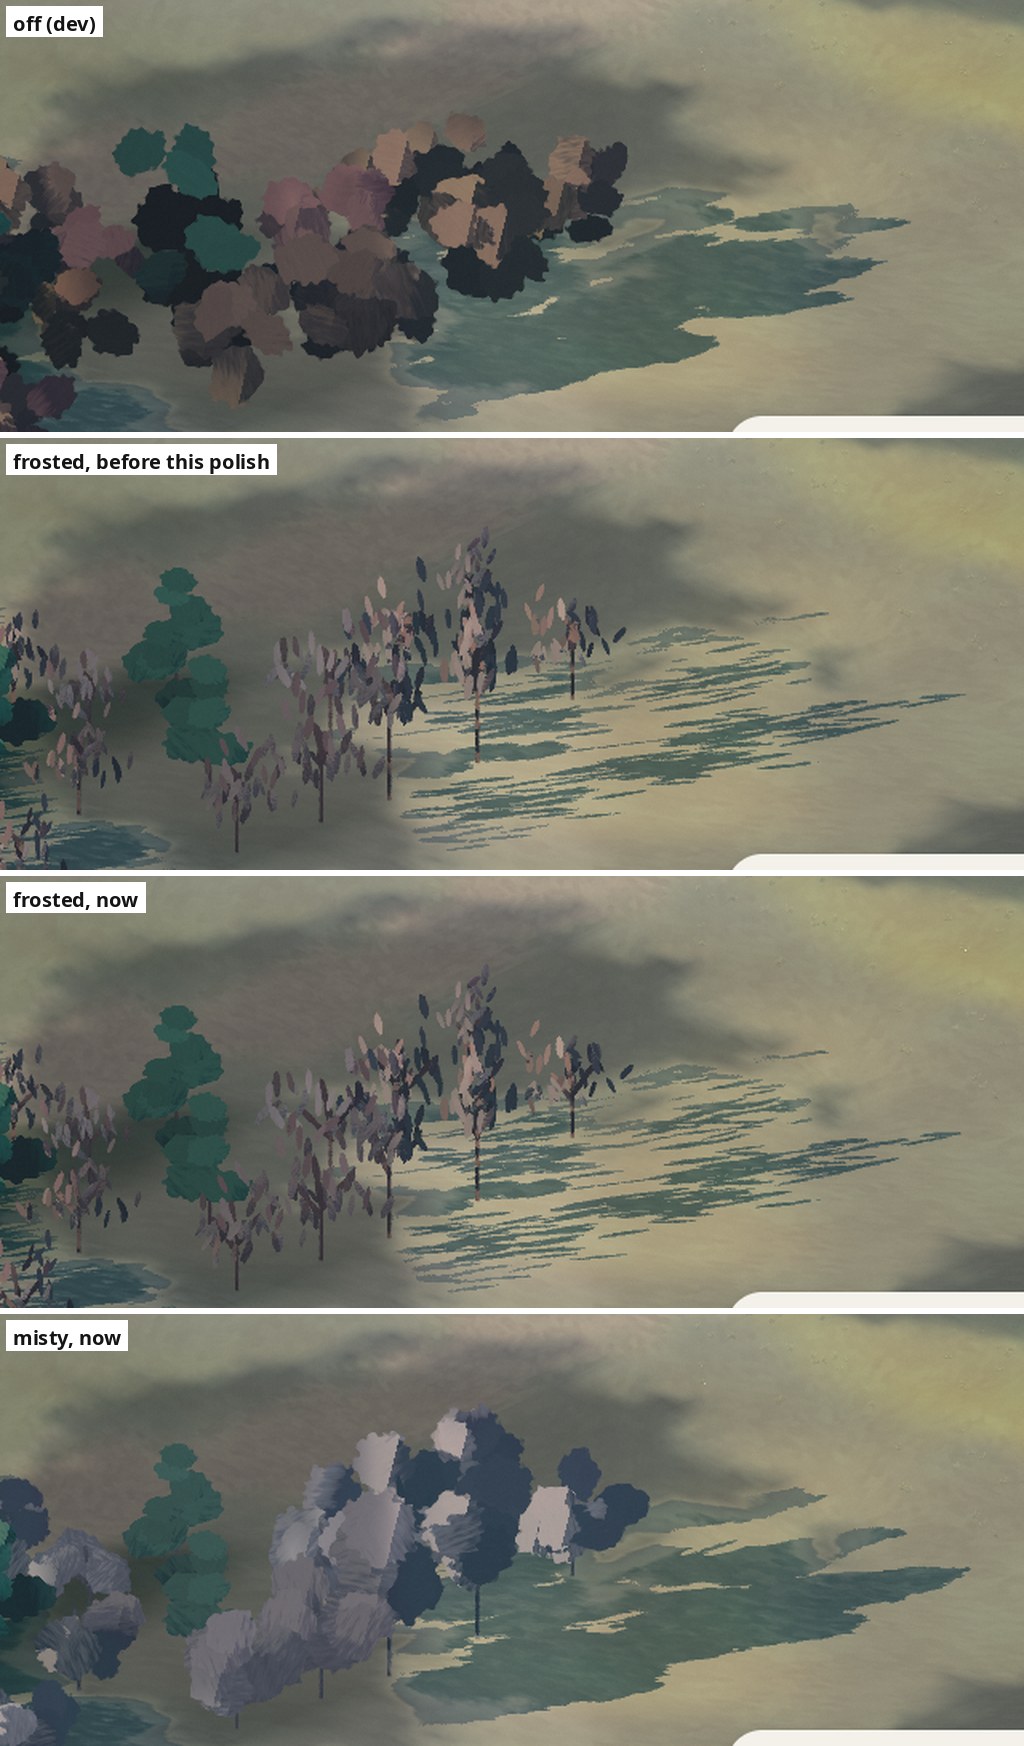 off (dev)
frosted, before this polish
frosted, now
misty, now